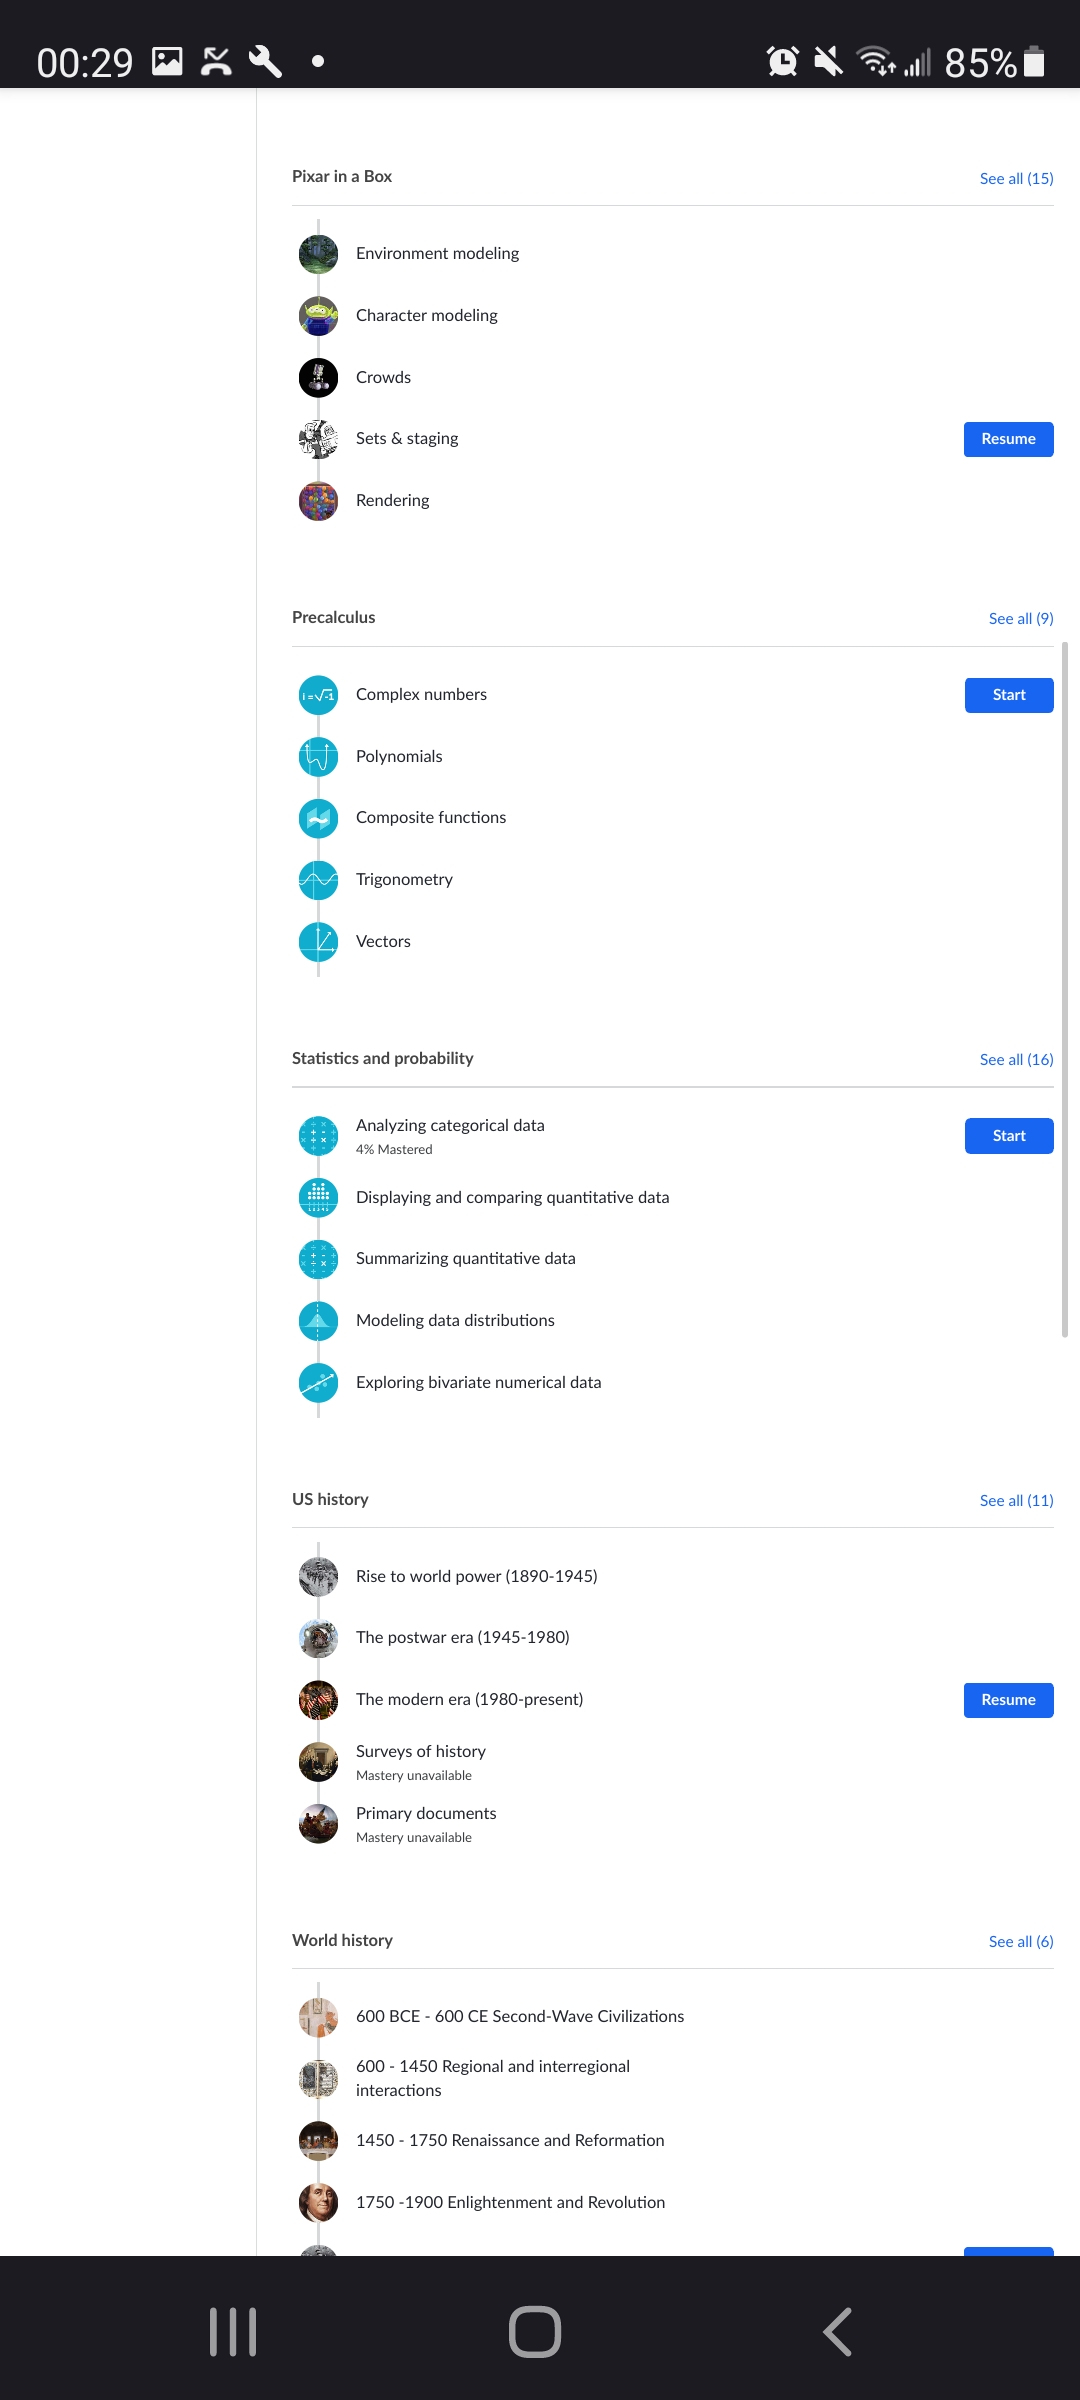 00:29
85%
Pixar in a Box
See all (15)
Environment modeling
Character modeling
Crowds
Sets & staging
Resume
Rendering
Precalculus
See all (9)
i = √-1
Complex numbers
Start
Polynomials
Composite functions
Trigonometry
Vectors
Statistics and probability
See all (16)
Analyzing categorical data
4% Mastered
Start
Displaying and comparing quantitative data
Summarizing quantitative data
Modeling data distributions
Exploring bivariate numerical data
US history
See all (11)
Rise to world power (1890-1945)
The postwar era (1945-1980)
The modern era (1980-present)
Resume
Surveys of history
Mastery unavailable
Primary documents
Mastery unavailable
World history
See all (6)
600 BCE - 600 CE Second-Wave Civilizations
600 - 1450 Regional and interregional
interactions
1450 - 1750 Renaissance and Reformation
1750 -1900 Enlightenment and Revolution